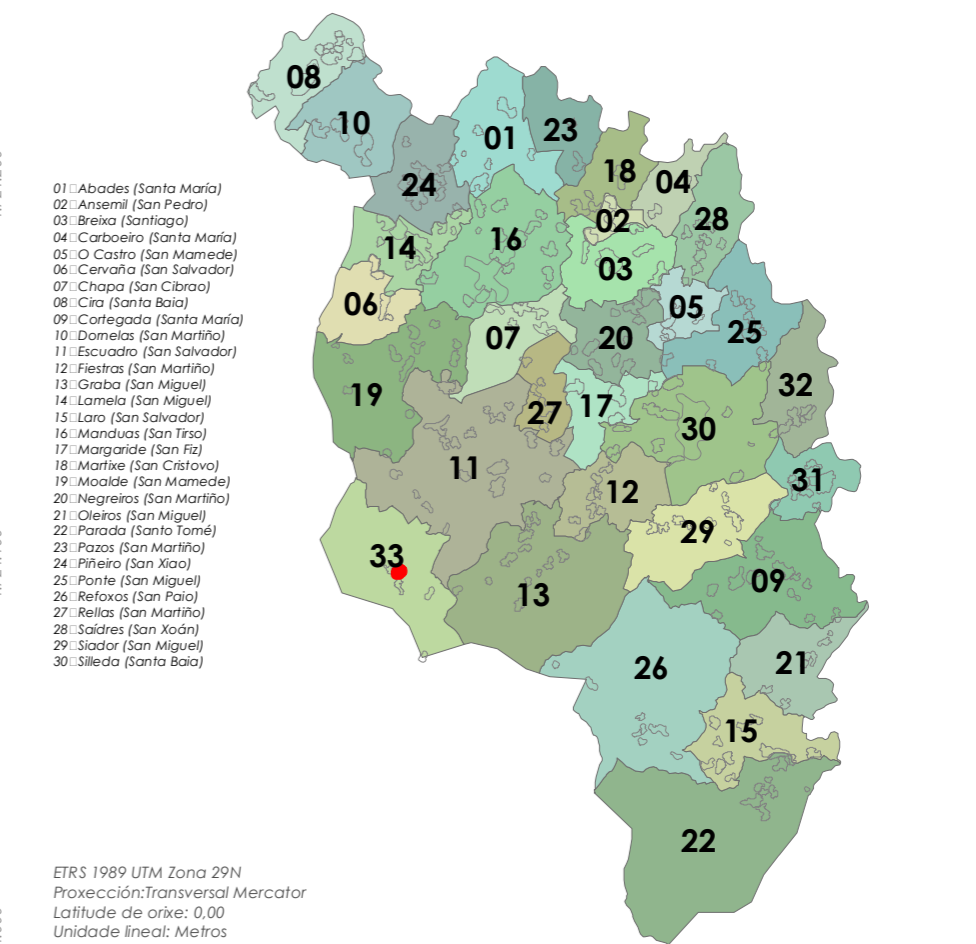 01 Abades (Santa María)
02 Ansemil (San Pedro)
03 Breixa (Santiago)
04 Carboeiro (Santa María)
05 O Castro (San Mamede)
06 Cervaña (San Salvador)
07 Chapa (San Cibrao)
08 Cira (Santa Baia)
09 Cortegada (Santa María)
10 Dornelas (San Martiño)
11 Escuadro (San Salvador)
12 Fiestras (San Martiño)
13 Graba (San Miguel)
14 Lamela (San Miguel)
15 Laro (San Salvador)
16 Manduas (San Tirso)
17 Margaride (San Fiz)
18 Martixe (San Cristovo)
19 Moalde (San Mamede)
20 Negreiros (San Martiño)
21 Oleiros (San Miguel)
22 Parada (Santo Tomé)
23 Pazos (San Martiño)
24 Piñeiro (San Xiao)
25 Ponte (San Miguel)
26 Refoxos (San Paio)
27 Rellas (San Martiño)
28 Saídres (San Xoán)
29 Siador (San Miguel)
30 Silleda (Santa Baia)
08
10
01
23
24
18
04
02
28
14
16
03
06
05
07
20
25
19
27
17
32
30
11
12
31
29
33
13
09
26
21
15
22
ETRS 1989 UTM Zona 29N
Proxección:Transversal Mercator
Latitude de orixe: 0,00
Unidade lineal: Metros